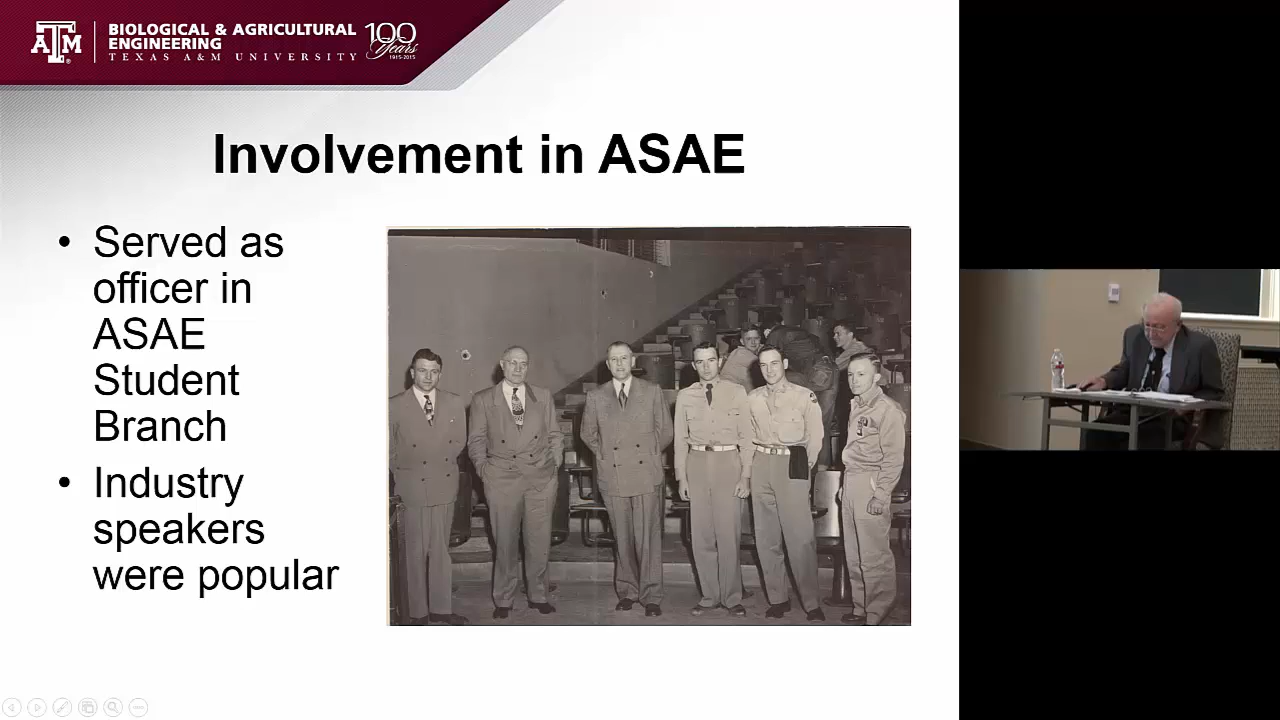 BIOLOGICAL & AGRICULTURAL
ENGINEERING
TEXAS A&M UNIVERSITY
ATM
100
Years
1915-2015
Involvement in ASAE
• Served as
officer in
ASAE
Student
Branch
• Industry
speakers
were popular